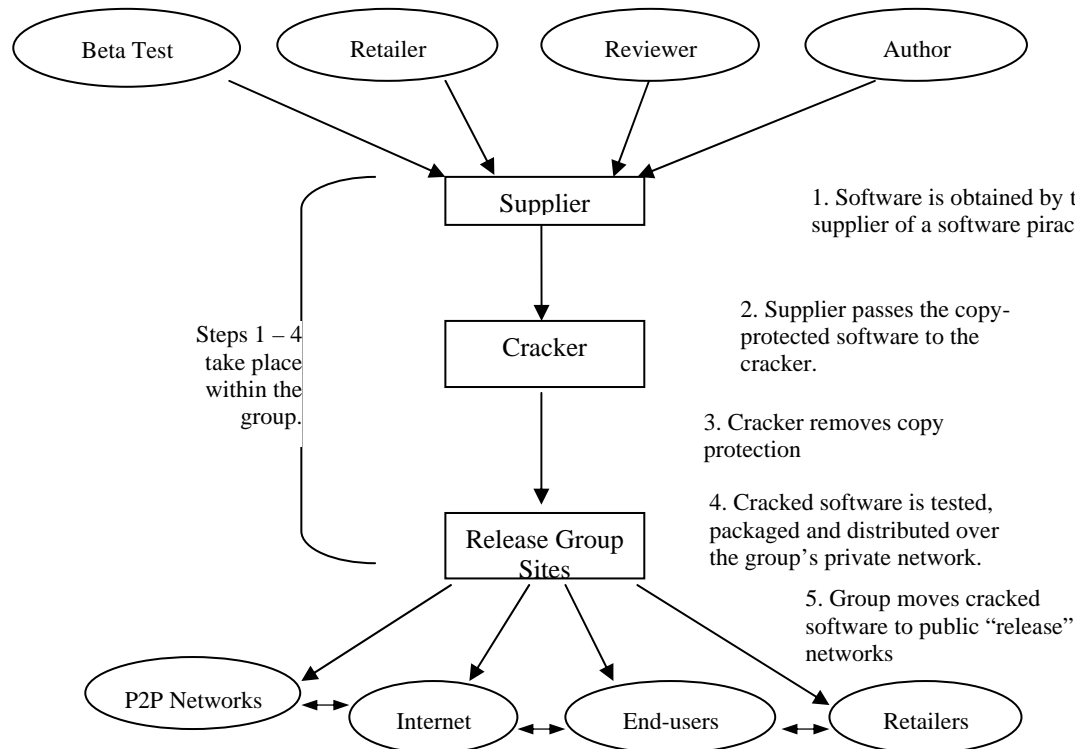 Beta Test
Retailer
Reviewer
Author
Supplier
1. Software is obtained by
supplier of a software
Steps 1 – 4
take place
within the
group.
Cracker
2. Supplier passes the copy-
protected software to the
cracker.
3. Cracker removes copy
protection
Release Group
Sites
4. Cracked software is tested,
packaged and distributed over
the group’s private network.
5. Group moves cracked
software to public “release”
networks
P2P Networks
Internet
End-users
Retailers